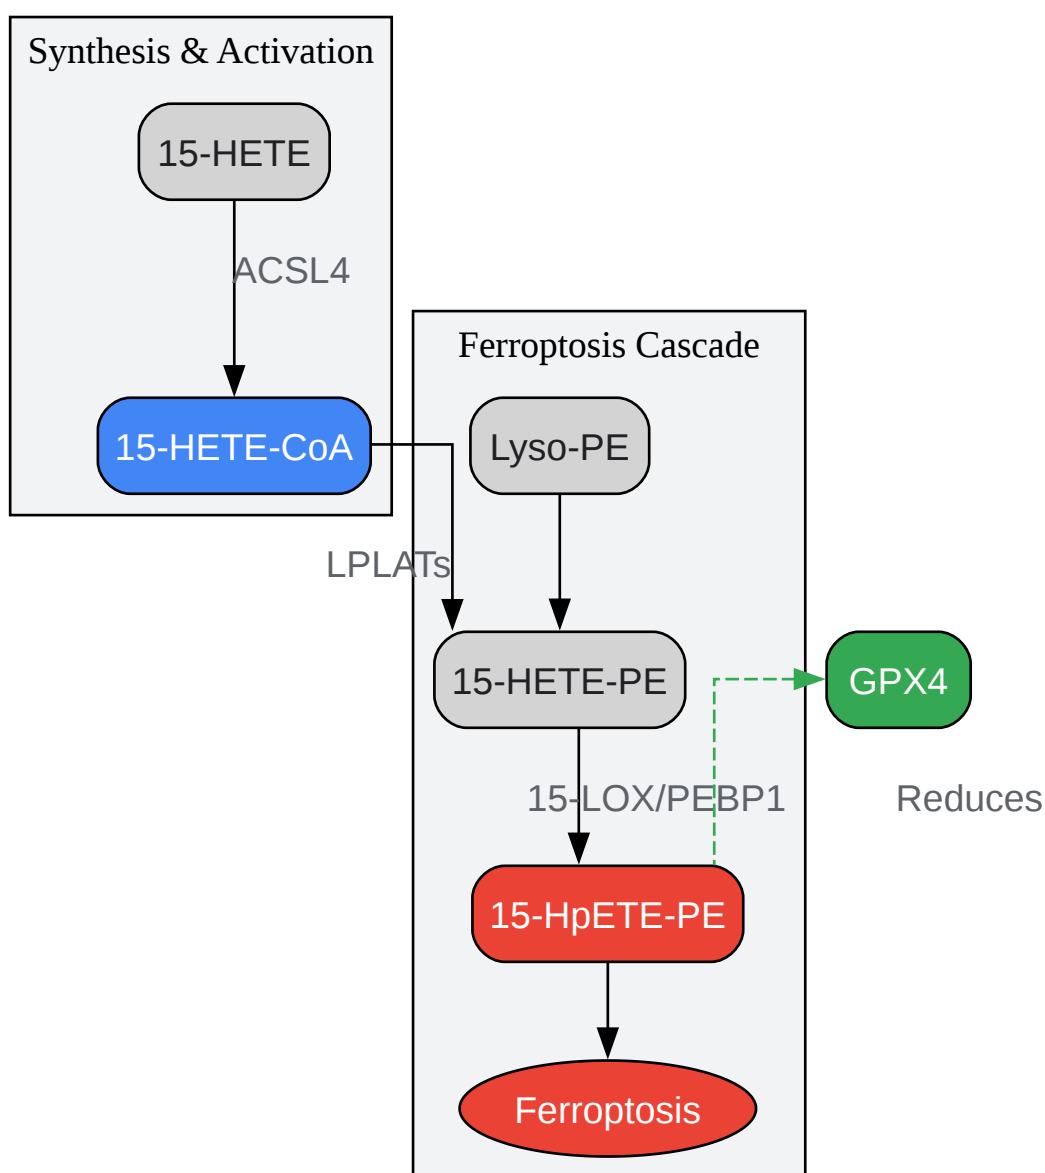 Synthesis & Activation
15-HETE
ACSL4
Ferroptosis Cascade
15-HETE-CoA
Lyso-PE
LPLATs
15-HETE-PE
GPX4
15-LOX/PEBP1
Reduces
15-HpETE-PE
Ferroptosis